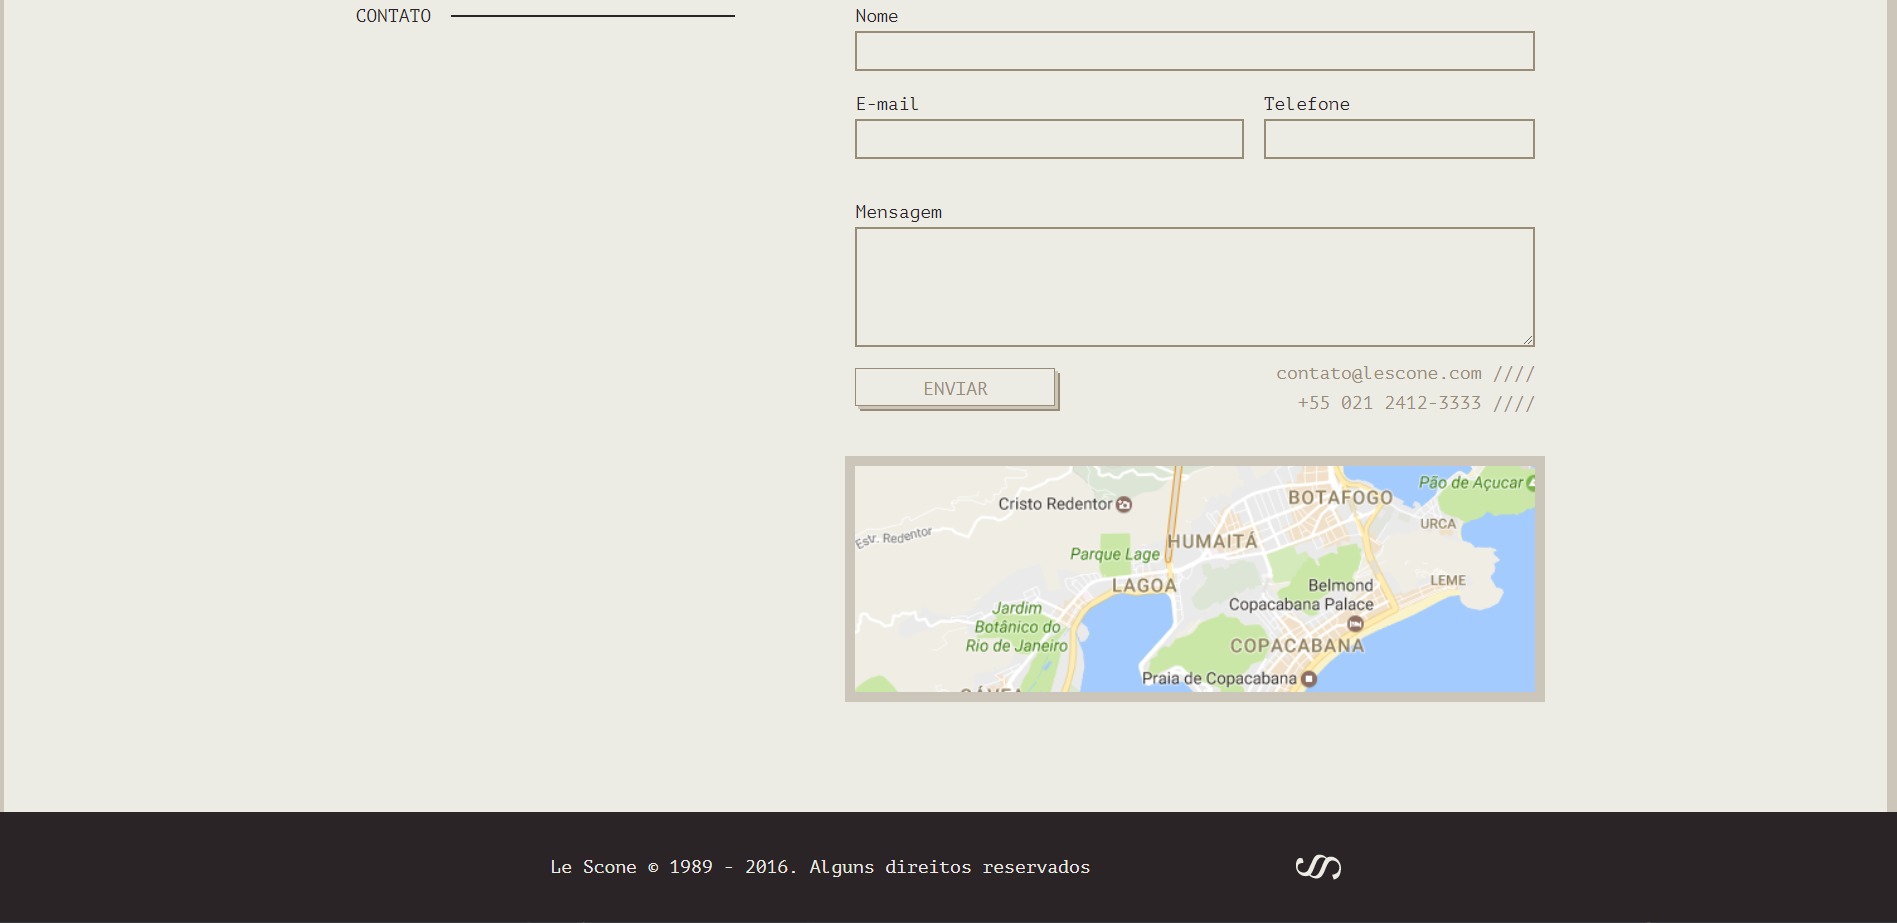 CONTATO
Nome
E-mail
Telefone
Mensagem
ENVIAR
contato@lescone.com ////
+55 021 2412-3333 ////
Pão de Açucar
BOTAFOGO
Cristo Redentor
URCA
Estr. Redentor
HUMAITÁ
Parque Lage
LAGOA
LEME
Belmond
Copacabana Palace
Jardim
Botânico do
Rio de Janeiro
COPACABANA
Praia de Copacabana
GÁVEA
Le Scone © 1989 - 2016. Alguns direitos reservados